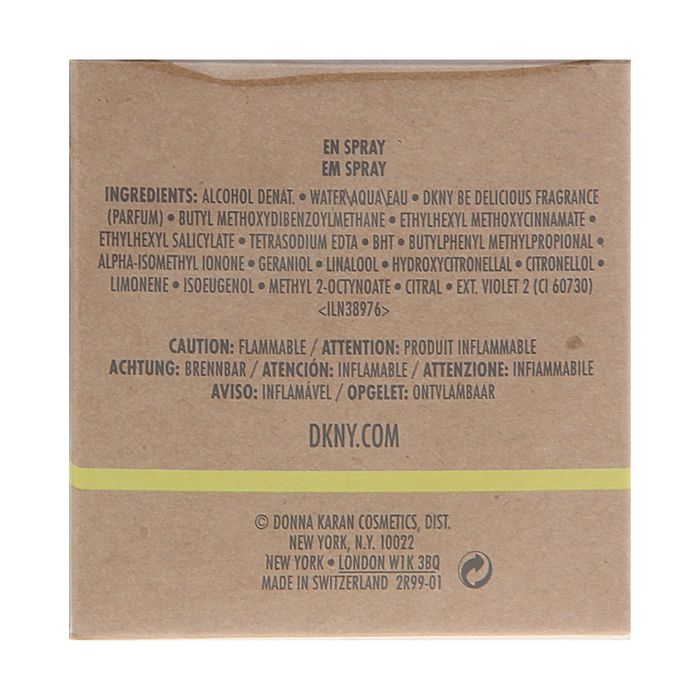 EN SPRAY
EM SPRAY
INGREDIENTS: ALCOHOL DENAT. • WATER\AQUA\EAU • DKNY BE DELICIOUS FRAGRANCE
(PARFUM) • BUTYL METHOXYDIBENZOYLMETHANE • ETHYLHEXYL METHOXYCINNAMATE •
ETHYLHEXYL SALICYLATE • TETRASODIUM EDTA • BHT • BUTYLPHENYL METHYLPROPIONAL •
ALPHA-ISOMETHYL IONONE • GERANIOL • LINALOOL • HYDROXYCITRONELLAL • CITRONELLOL •
LIMONENE • ISOEUGENOL • METHYL 2-OCTYNOATE • CITRAL • EXT. VIOLET 2 (CI 60730)
<ILN38976>
CAUTION: FLAMMABLE / ATTENTION: PRODUIT INFLAMMABLE
ACHTUNG: BRENNBAR / ATENCIÓN: INFLAMABLE / ATTENZIONE: INFIAMMABILE
AVISO: INFLAMÁVEL / OPGELET: ONTVLAMBAAR
DKNY.COM
© DONNA KARAN COSMETICS, DIST.
NEW YORK, N.Y. 10022
NEW YORK • LONDON W1K 3BQ
MADE IN SWITZERLAND 2R99-01